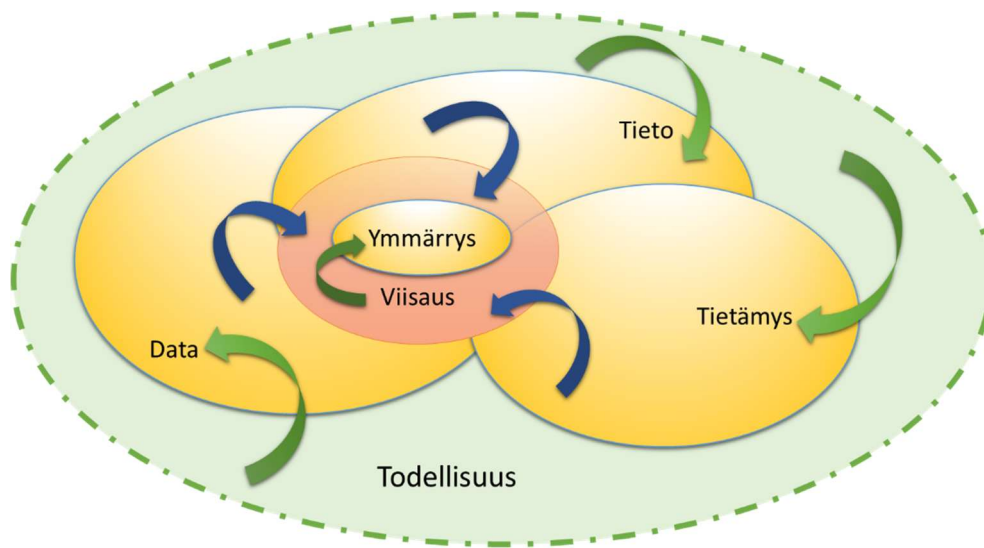 Tieto
Ymmärrys
Viisaus
Tietämys
Data
Todellisuus